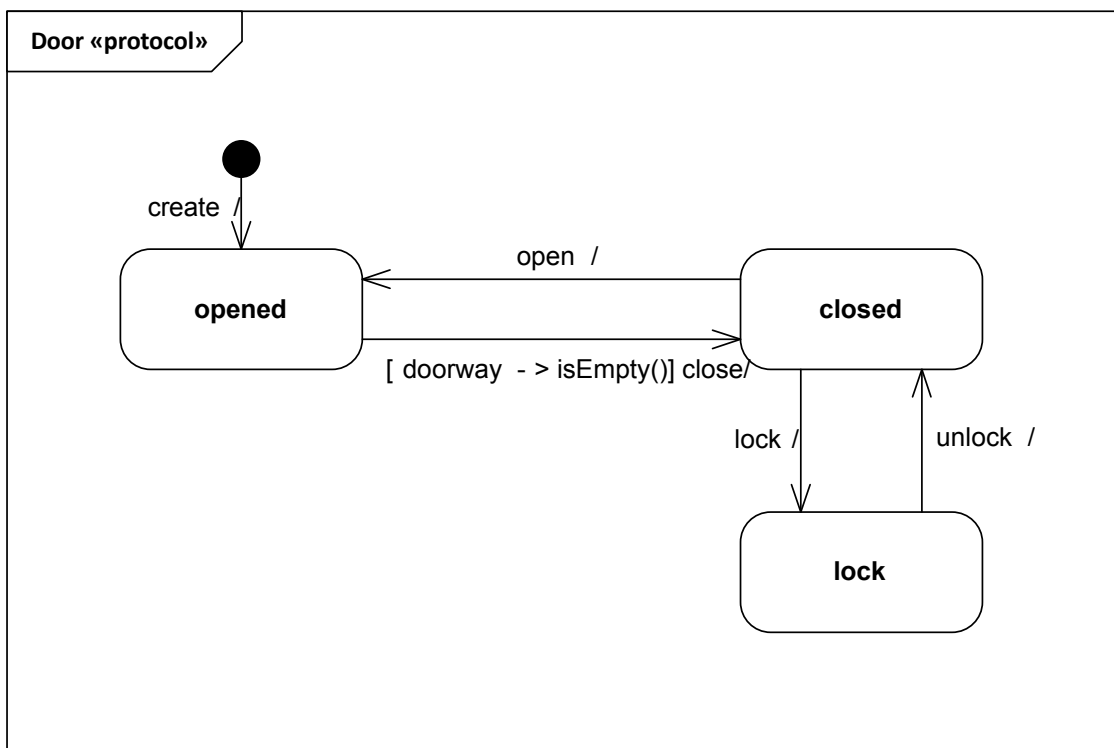 Door «protocol»
create /
open /
opened
closed
[ doorway - > isEmpty()] close/
lock /
unlock /
lock